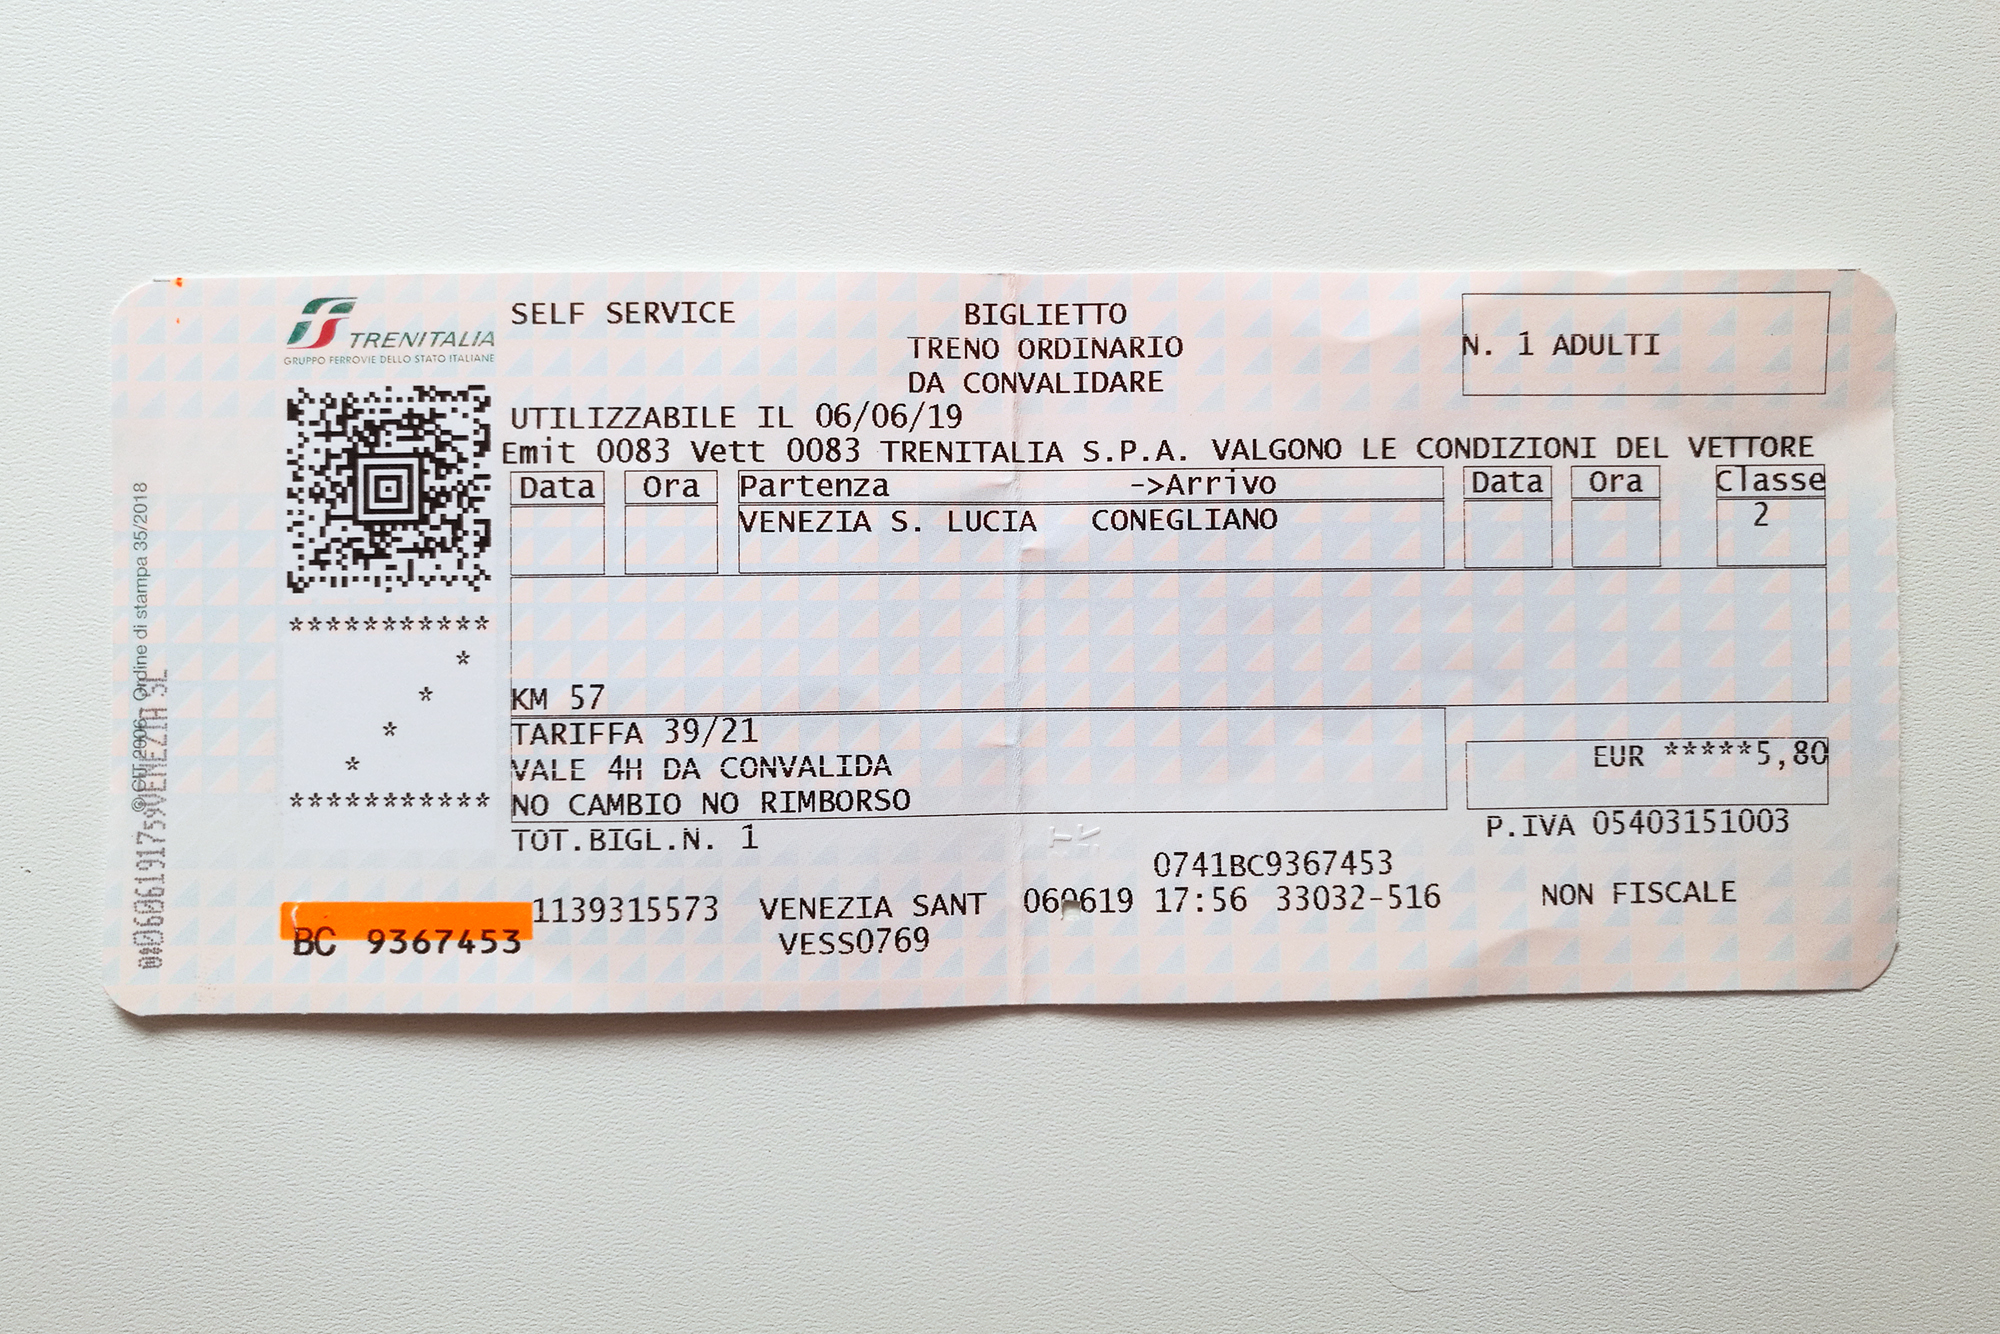 TRENITALIA
GRUPPO FERROVIE DELLO STATO ITALIANE
SELF SERVICE
BIGLIETTO
TRENO ORDINARIO
DA CONVALIDARE
N. 1 ADULTI
UTILIZZABILE IL 06/06/19
Emit 0083 Vett 0083 TRENITALIA S.P.A. VALGONO LE CONDIZIONI DEL VETTORE
Data Ora Partenza ->Arrivo Data Ora Classe
VENEZIA S. LUCIA CONEGLIANO 2
***********
*
*
*
*
***********
KM 57
TARIFFA 39/21
VALE 4H DA CONVALIDA
NO CAMBIO NO RIMBORSO
EUR *****5,80
TOT.BIGL.N. 1
P.IVA 05403151003
0741BC9367453
1139315573 VENEZIA SANT 060619 17:56 33032-516 NON FISCALE
BC 9367453
VESS0769
Ordine di stampa 35/2018
VENEZIA SL